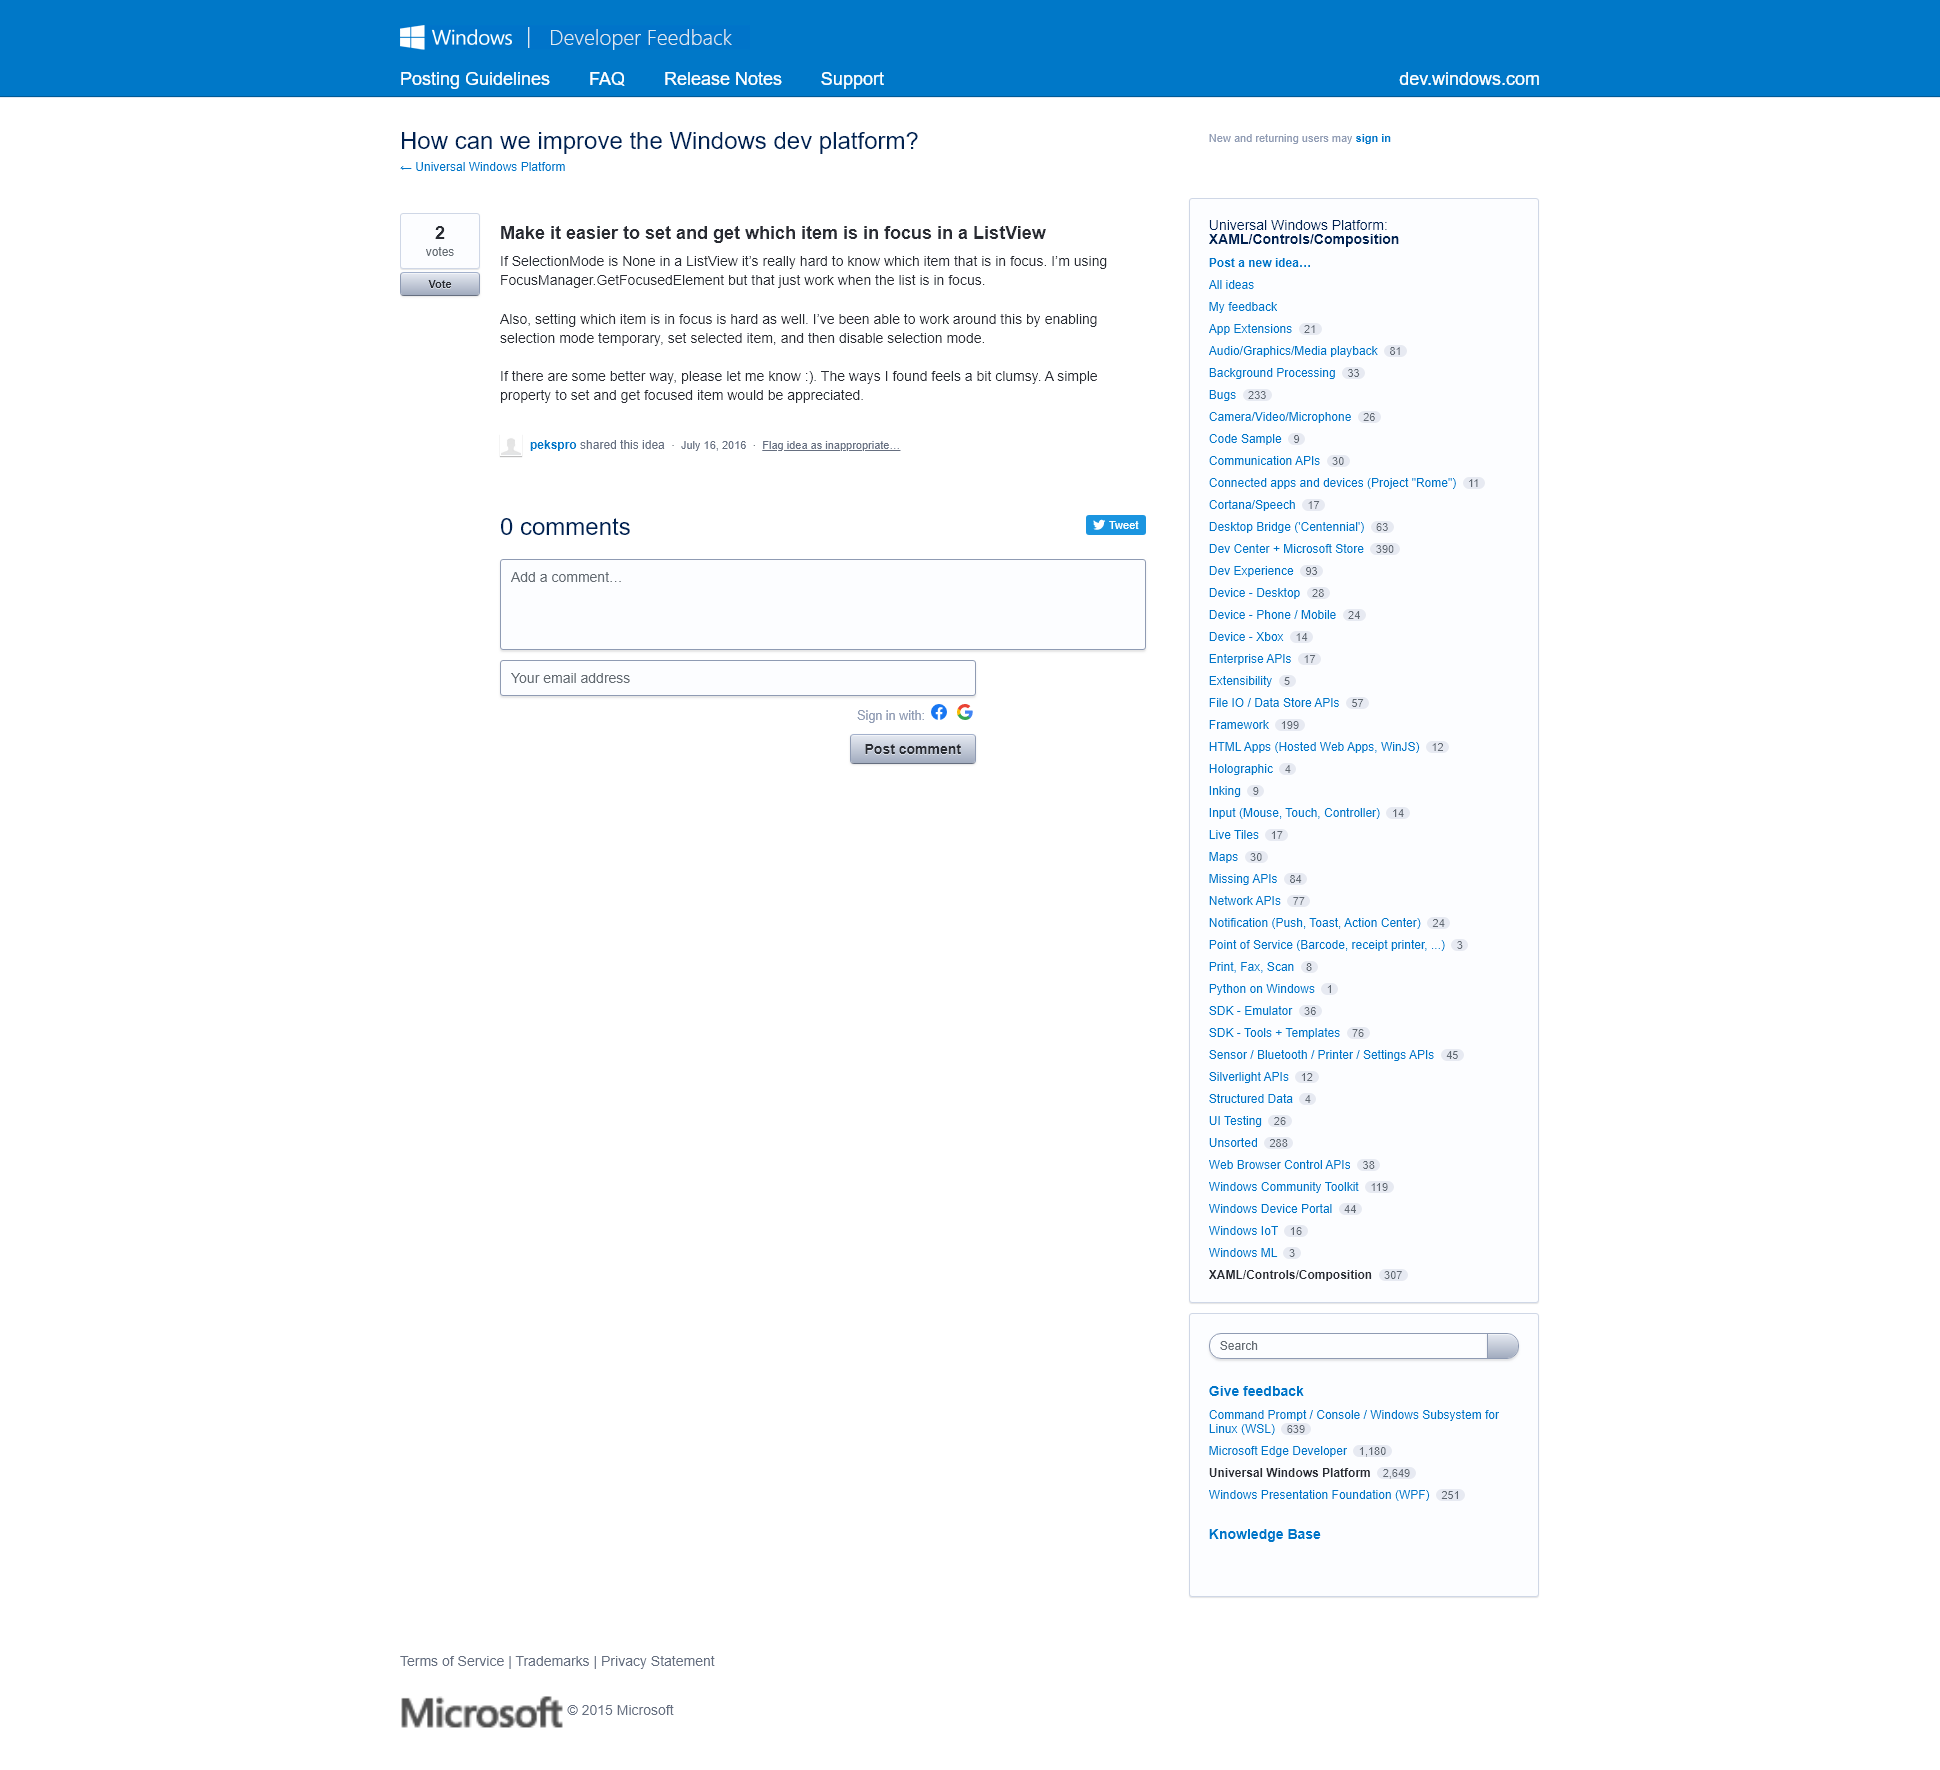 Windows | Developer Feedback
Posting Guidelines FAQ Release Notes Support dev.windows.com
How can we improve the Windows dev platform?
← Universal Windows Platform
New and returning users may sign in
2
votes
Vote
Make it easier to set and get which item is in focus in a ListView
If SelectionMode is None in a ListView it's really hard to know which item that is in focus. I'm using
FocusManager.GetFocusedElement but that just work when the list is in focus.
Also, setting which item is in focus is hard as well. I've been able to work around this by enabling
selection mode temporary, set selected item, and then disable selection mode.
If there are some better way, please let me know :). The ways I found feels a bit clumsy. A simple
property to set and get focused item would be appreciated.
pekspro shared this idea · July 16, 2016 · Flag idea as inappropriate…
0 comments
Tweet
Add a comment…
Your email address
Sign in with:
Post comment
Universal Windows Platform:
XAML/Controls/Composition
Post a new idea…
All ideas
My feedback
App Extensions 21
Audio/Graphics/Media playback 81
Background Processing 33
Bugs 233
Camera/Video/Microphone 26
Code Sample 9
Communication APIs 30
Connected apps and devices (Project "Rome") 11
Cortana/Speech 17
Desktop Bridge ('Centennial') 63
Dev Center + Microsoft Store 390
Dev Experience 93
Device - Desktop 28
Device - Phone / Mobile 24
Device - Xbox 14
Enterprise APIs 17
Extensibility 5
File IO / Data Store APIs 57
Framework 199
HTML Apps (Hosted Web Apps, WinJS) 12
Holographic 4
Inking 9
Input (Mouse, Touch, Controller) 14
Live Tiles 17
Maps 30
Missing APIs 84
Network APIs 77
Notification (Push, Toast, Action Center) 24
Point of Service (Barcode, receipt printer, ...) 3
Print, Fax, Scan 8
Python on Windows 1
SDK - Emulator 36
SDK - Tools + Templates 76
Sensor / Bluetooth / Printer / Settings APIs 45
Silverlight APIs 12
Structured Data 4
UI Testing 26
Unsorted 288
Web Browser Control APIs 38
Windows Community Toolkit 119
Windows Device Portal 44
Windows IoT 16
Windows ML 3
XAML/Controls/Composition 307
Search
Give feedback
Command Prompt / Console / Windows Subsystem for
Linux (WSL) 639
Microsoft Edge Developer 1,180
Universal Windows Platform 2,649
Windows Presentation Foundation (WPF) 251
Knowledge Base
Terms of Service | Trademarks | Privacy Statement
Microsoft © 2015 Microsoft